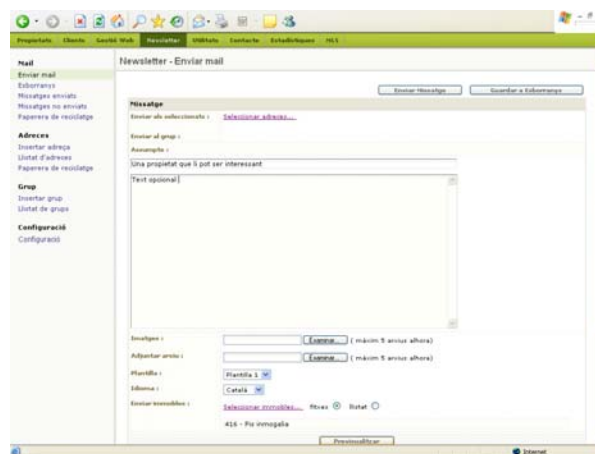 Propietats Clients Gestió Web Newsletter Utilitats Contacte Estadístiques MLS
Newsletter - Enviar mail
Mail
Enviar mail
Esborranys
Missatges enviats
Missatges no enviats
Paperera de reciclatge
Adreces
Insertar adreça
Llistat d'adreces
Paperera de reciclatge
Grup
Insertar grup
Llistat de grups
Configuració
Configuració
Enviar Missatge Guardar a Esborranys
Missatge
Enviar als seleccionats : Seleccionar adreces...
Enviar al grup :
Assumpte :
Una propietat que li pot ser interessant
Text opcional
Imatges : Examinar... ( màxim 5 arxius alhora)
Adjuntar arxiu : Examinar... ( màxim 5 arxius alhora)
Plantilla : Plantilla 1
Idioma : Català
Enviar immobles : Seleccionar immobles... fitxes llistat
416 - Pis inmogalia
Previsualitzar
Internet